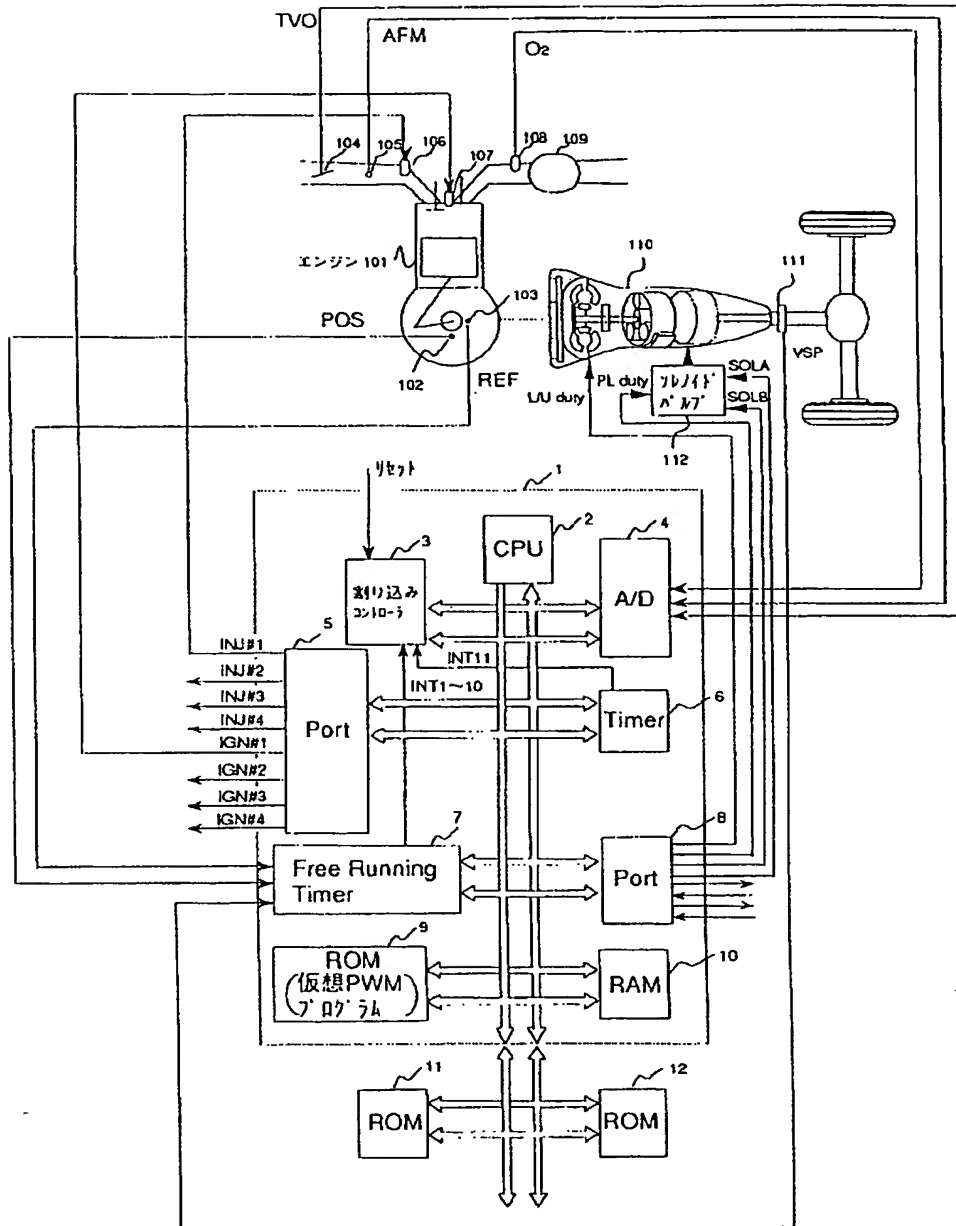 TVO
AFM
O2
104
105
106
107
108
109
エンジン 101
103
POS
102
REF
110
111
VSP
L/U duty
PL duty
SOLA
ソレノイド
バルブ
SOLB
112
リセット
1
2
CPU
3
割り込み
コントローラ
4
A/D
5
Port
INJ#1
INJ#2
INJ#3
INJ#4
IGN#1
IGN#2
IGN#3
IGN#4
INT11
INT1〜10
6
Timer
7
Free Running
Timer
8
Port
9
ROM
(仮想PWM
プログラム)
10
RAM
11
ROM
12
ROM